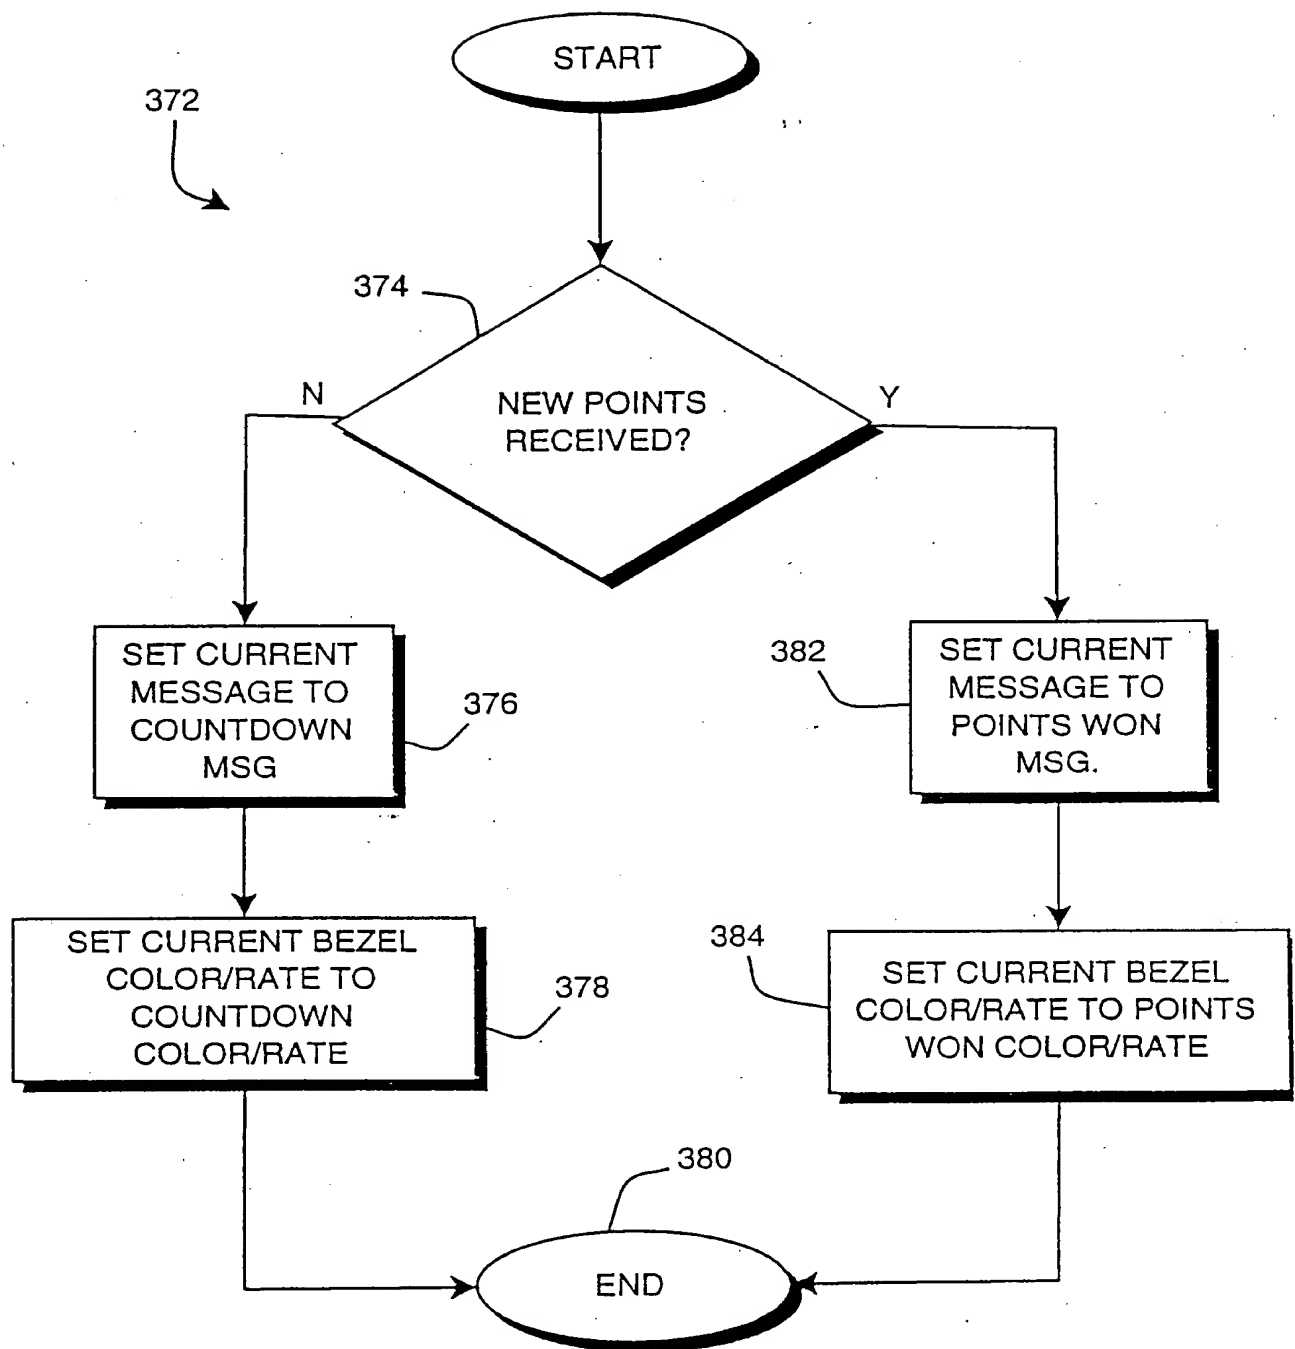 START
372
374
N
Y
NEW POINTS
RECEIVED?
SET CURRENT
MESSAGE TO
COUNTDOWN
MSG
376
382
SET CURRENT
MESSAGE TO
POINTS WON
MSG.
SET CURRENT BEZEL
COLOR/RATE TO
COUNTDOWN
COLOR/RATE
378
384
SET CURRENT BEZEL
COLOR/RATE TO POINTS
WON COLOR/RATE
380
END